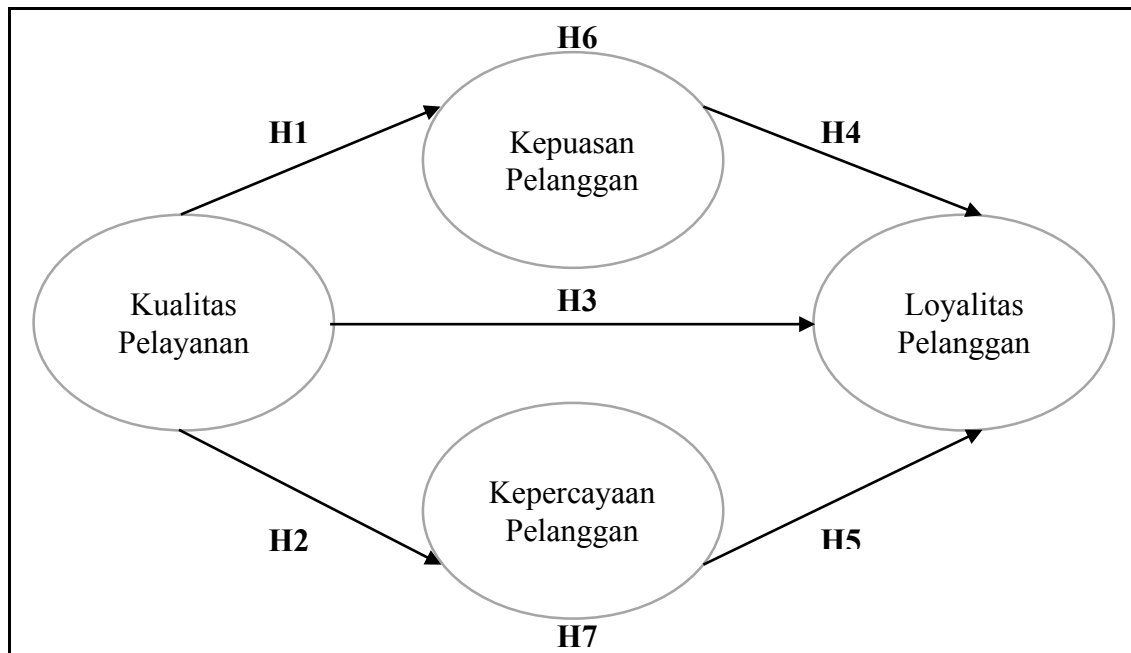 H6
H1
Kepuasan
Pelanggan
H4
Kualitas
Pelayanan
H3
Loyalitas
Pelanggan
H2
Kepercayaan
Pelanggan
H5
H7